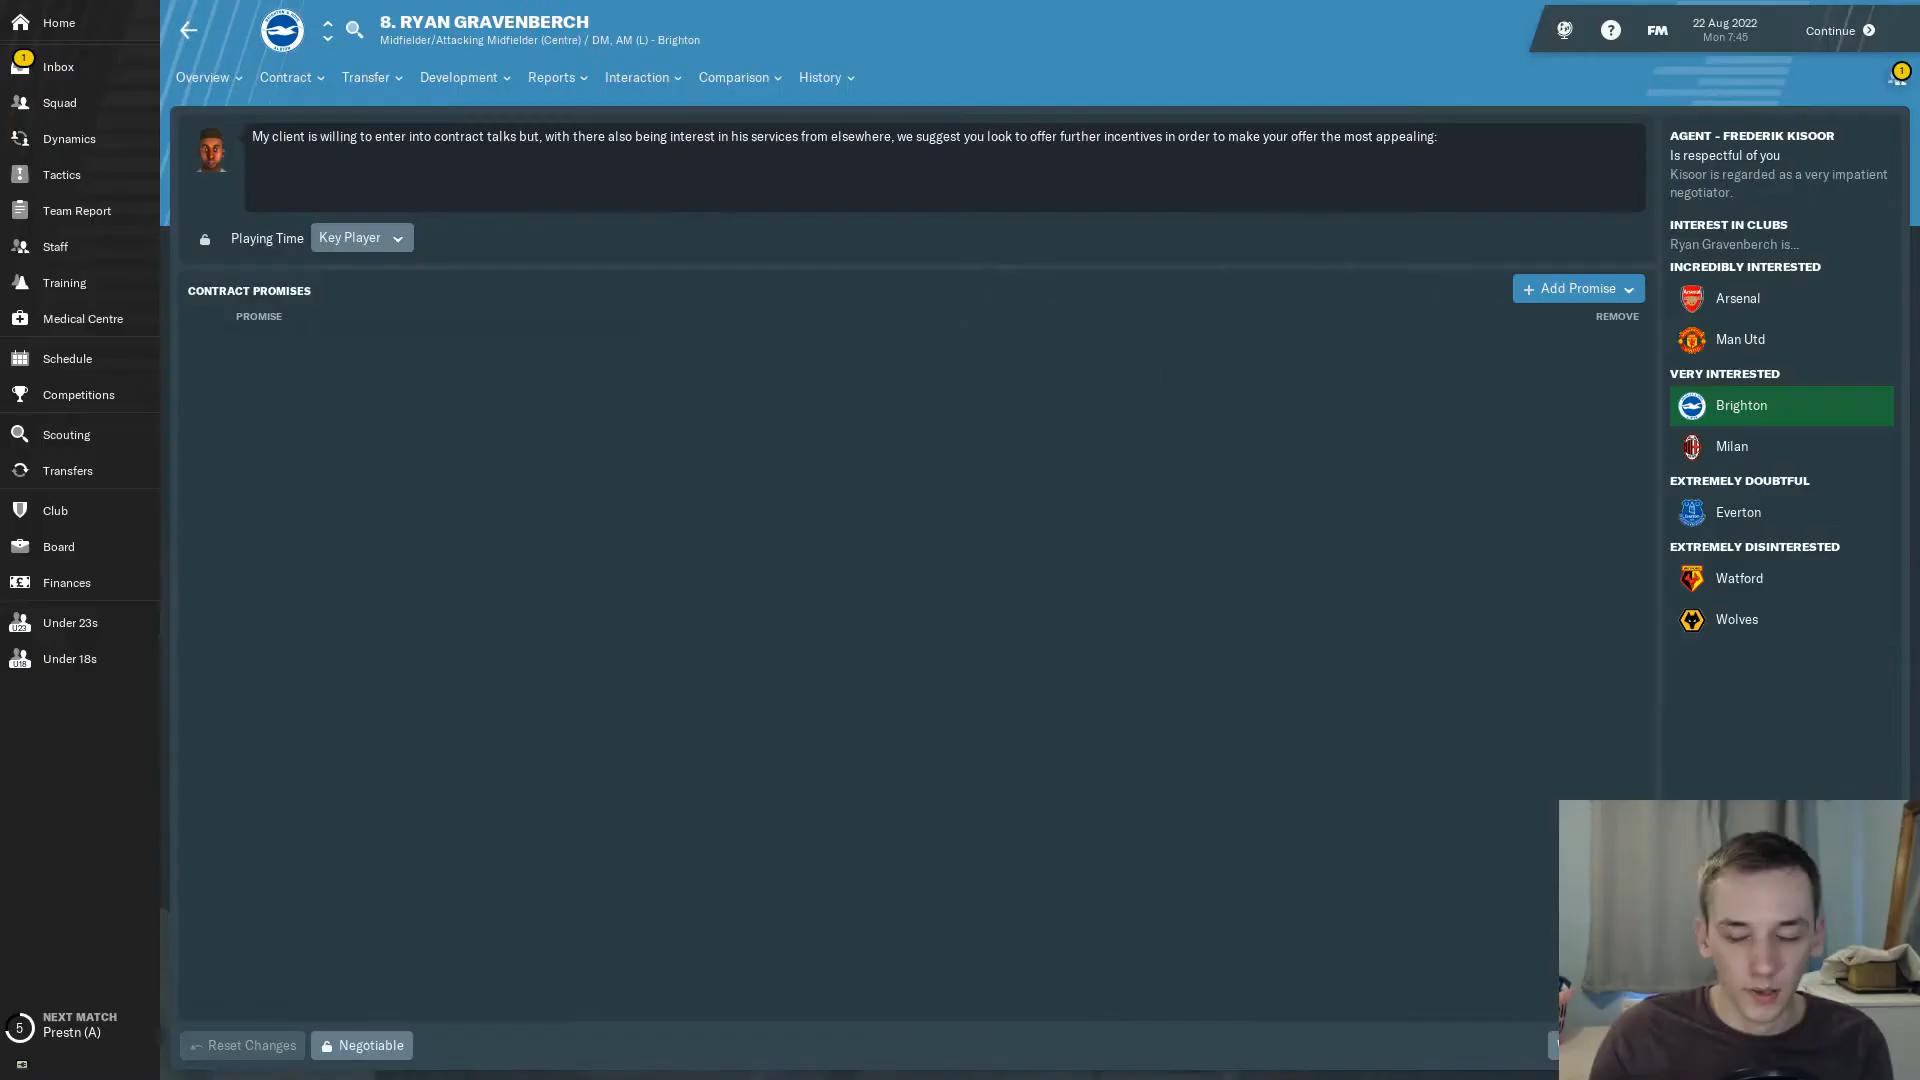 Home
1
Inbox
Squad
Dynamics
Tactics
Team Report
Staff
Training
Medical Centre
Schedule
Competitions
Scouting
Transfers
Club
Board
Finances
U23
Under 23s
U18
Under 18s
5
NEXT MATCH
Prestn (A)
8. RYAN GRAVENBERCH
Midfielder/Attacking Midfielder (Centre) / DM, AM (L) - Brighton
? FM
22 Aug 2022
Mon 7:45
Continue
1
Overview Contract Transfer Development Reports Interaction Comparison History
My client is willing to enter into contract talks but, with there also being interest in his services from elsewhere, we suggest you look to offer further incentives in order to make your offer the most appealing:
Playing Time Key Player
CONTRACT PROMISES
+ Add Promise
PROMISE REMOVE
AGENT - FREDERIK KISOOR
Is respectful of you
Kisoor is regarded as a very impatient
negotiator.
INTEREST IN CLUBS
Ryan Gravenberch is...
INCREDIBLY INTERESTED
Arsenal
Man Utd
VERY INTERESTED
Brighton
Milan
EXTREMELY DOUBTFUL
Everton
EXTREMELY DISINTERESTED
Watford
Wolves
Reset Changes Negotiable